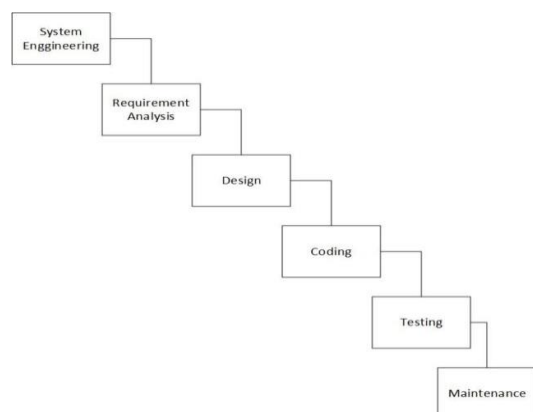 System
Enggineering
Requirement
Analysis
Design
Coding
Testing
Maintenance